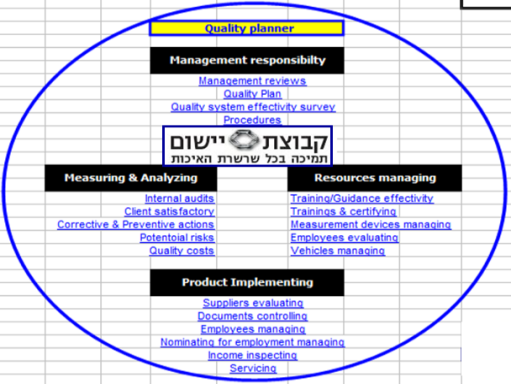 Quality planner
Management responsibilty
Management reviews
Quality Plan
Quality system effectivity survey
Procedures
קבוצת יישום
תמיכה בכל שרשרת האיכות
Measuring & Analyzing
Internal audits
Client satisfactory
Corrective & Preventive actions
Potentoial risks
Quality costs
Resources managing
Training/Guidance effectivity
Trainings & certifying
Measurement devices managing
Employees evaluating
Vehicles managing
Product Implementing
Suppliers evaluating
Documents controlling
Employees managing
Nominating for employment managing
Income inspecting
Servicing